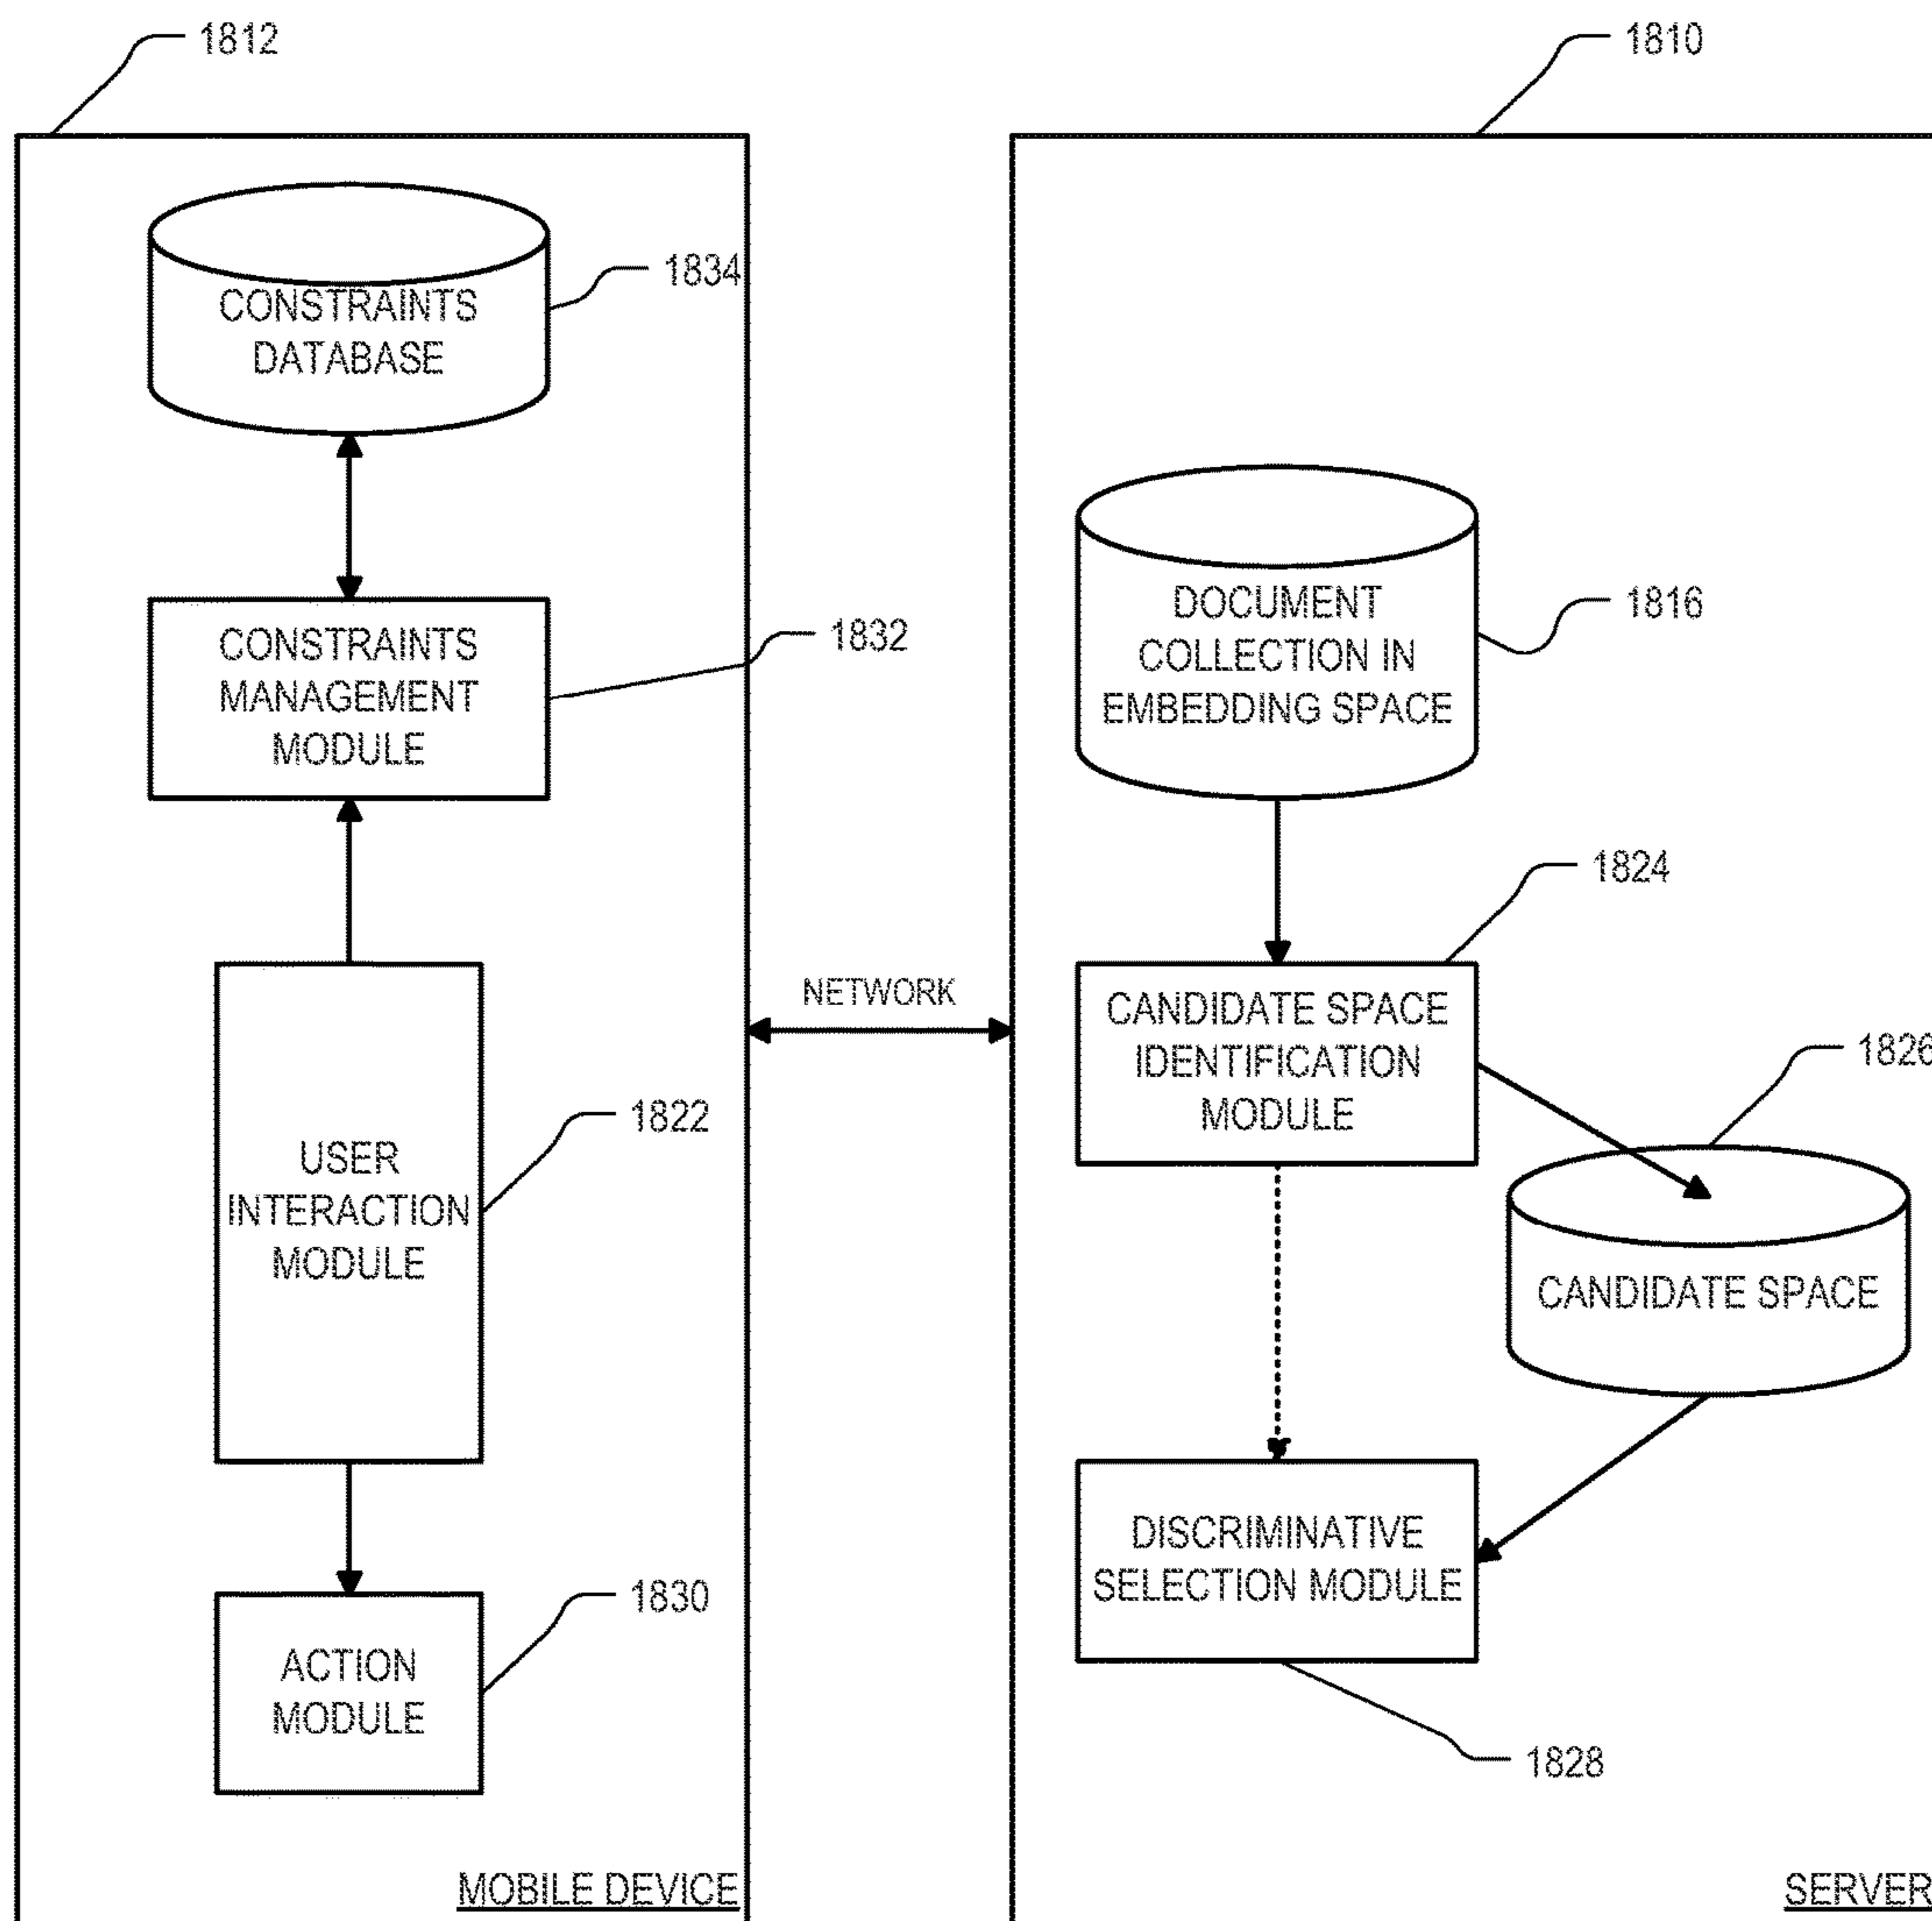 1812
1810
CONSTRAINTS
DATABASE
1834
CONSTRAINTS
MANAGEMENT
MODULE
1832
USER
INTERACTION
MODULE
1822
ACTION
MODULE
1830
MOBILE DEVICE
NETWORK
DOCUMENT
COLLECTION IN
EMBEDDING SPACE
1816
1824
CANDIDATE SPACE
IDENTIFICATION
MODULE
1826
CANDIDATE SPACE
DISCRIMINATIVE
SELECTION MODULE
1828
SERVER